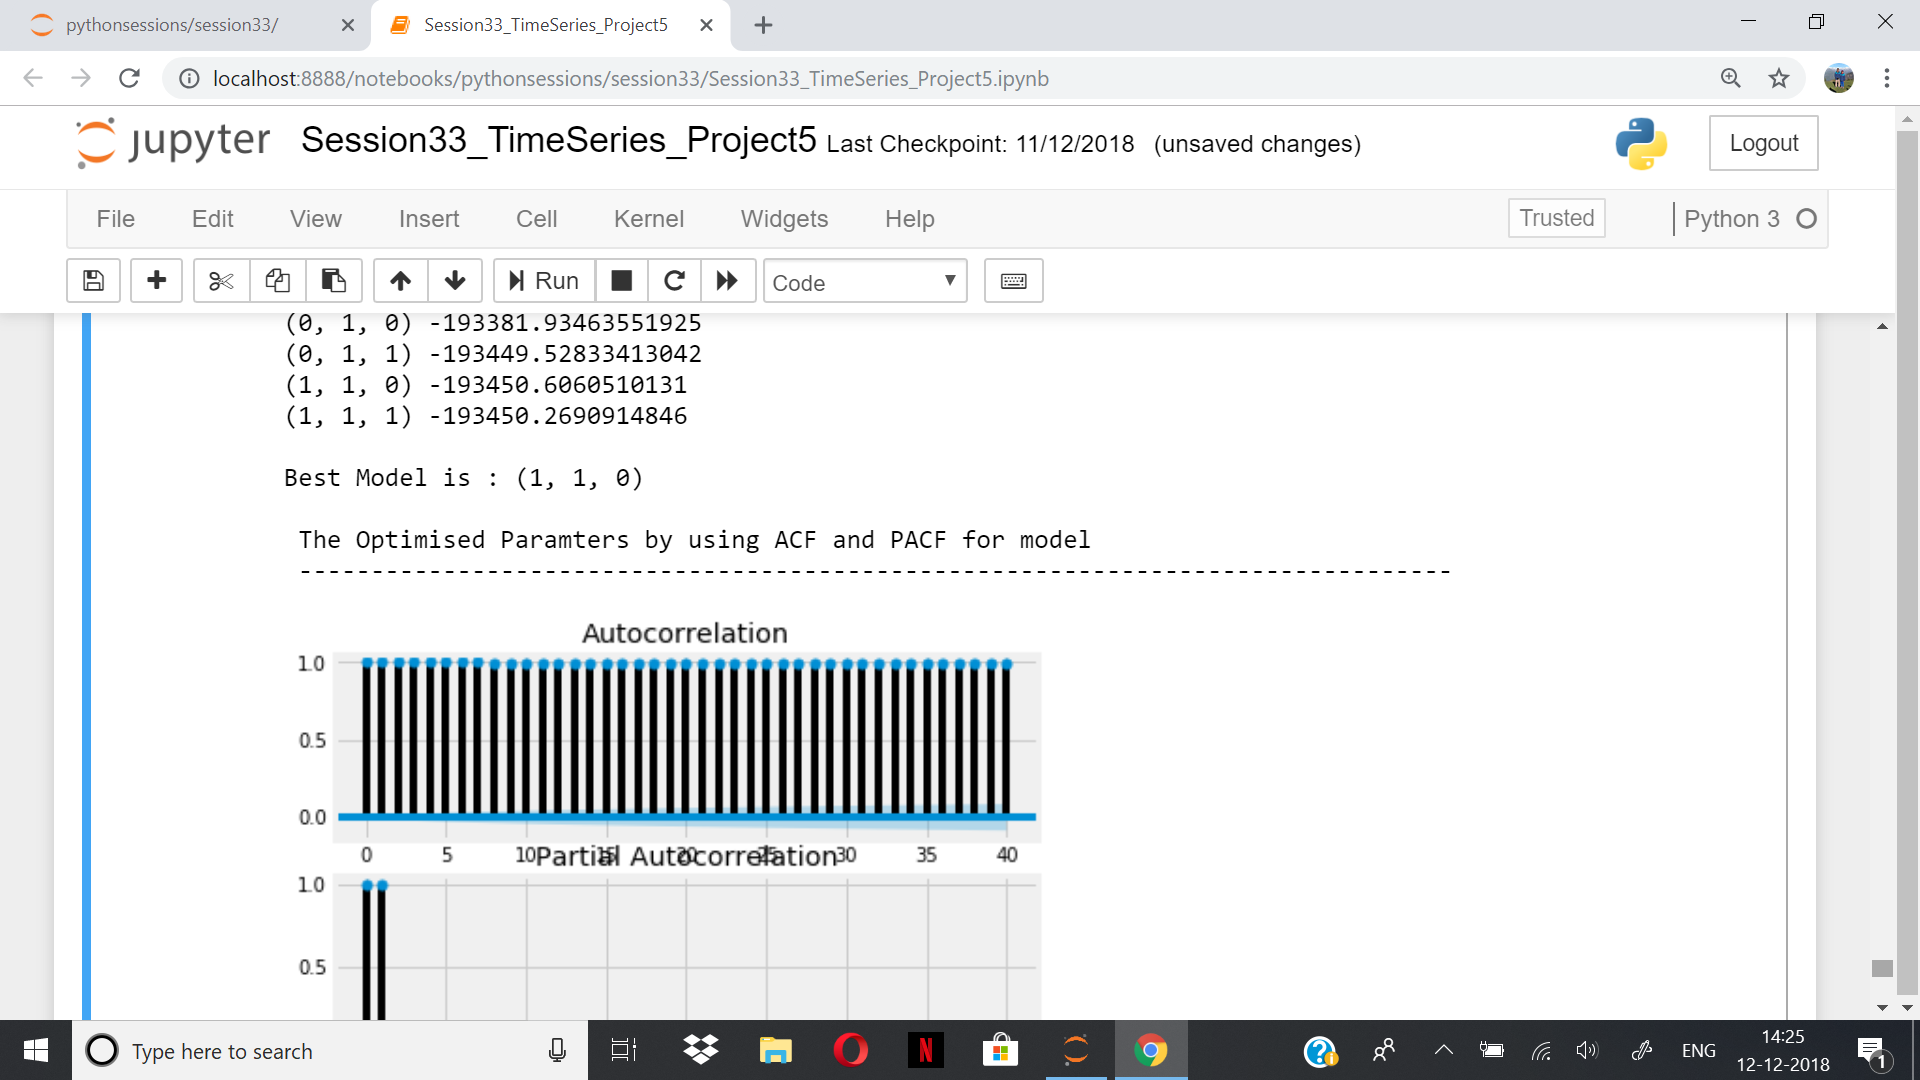 pythonsessions/session33/
Session33_TimeSeries_Project5
localhost:8888/notebooks/pythonsessions/session33/Session33_TimeSeries_Project5.ipynb
jupyter Session33_TimeSeries_Project5 Last Checkpoint: 11/12/2018 (unsaved changes)
Logout
File Edit View Insert Cell Kernel Widgets Help
Trusted
Python 3
Run
Code
(0, 1, 0) -193381.93463551925
(0, 1, 1) -193449.52833413042
(1, 1, 0) -193450.6060510131
(1, 1, 1) -193450.2690914846
Best Model is : (1, 1, 0)
The Optimised Paramters by using ACF and PACF for model
--------------------------------------------------------------------------------
Autocorrelation
1.0
0.5
0.0
0 5 10 15 20 25 30 35 40
Partial Autocorrelation
1.0
0.5
Type here to search
N
ENG
14:25
12-12-2018
1